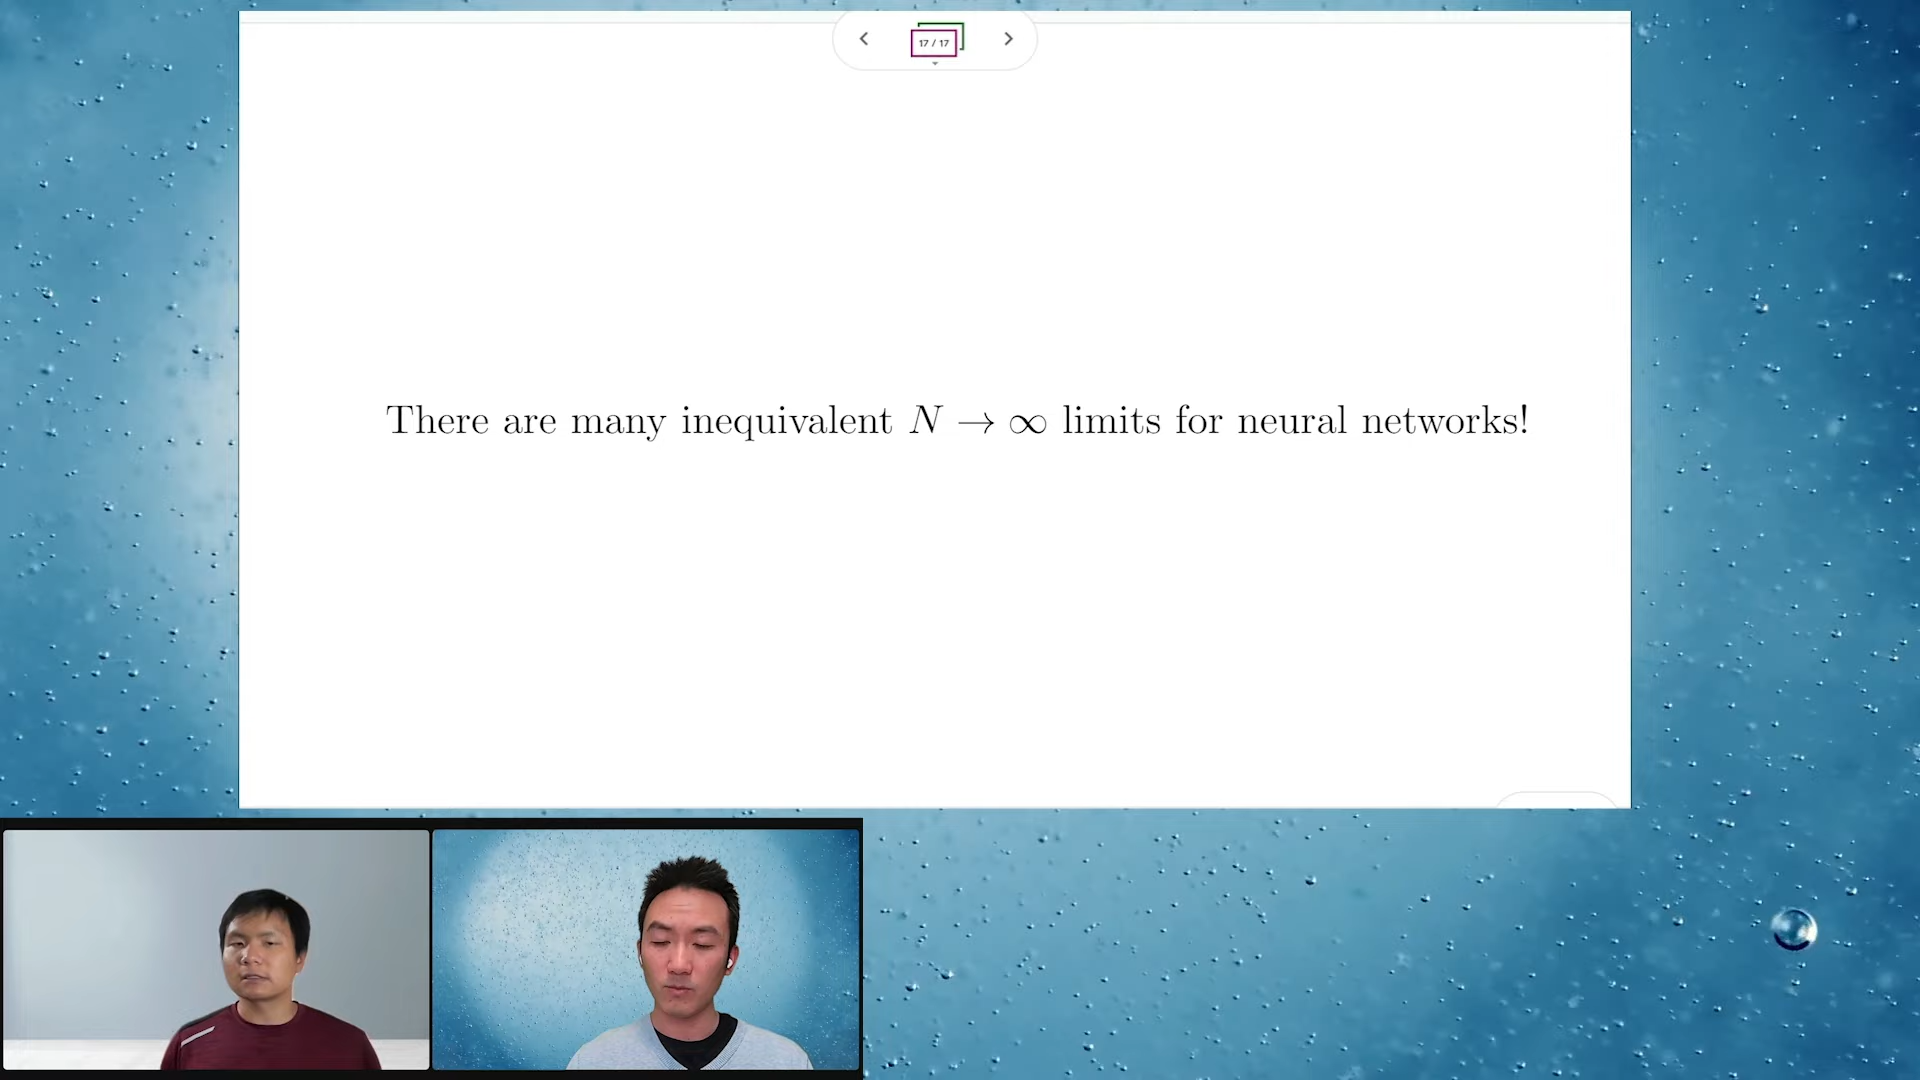 17 / 17
There are many inequivalent N → ∞ limits for neural networks!